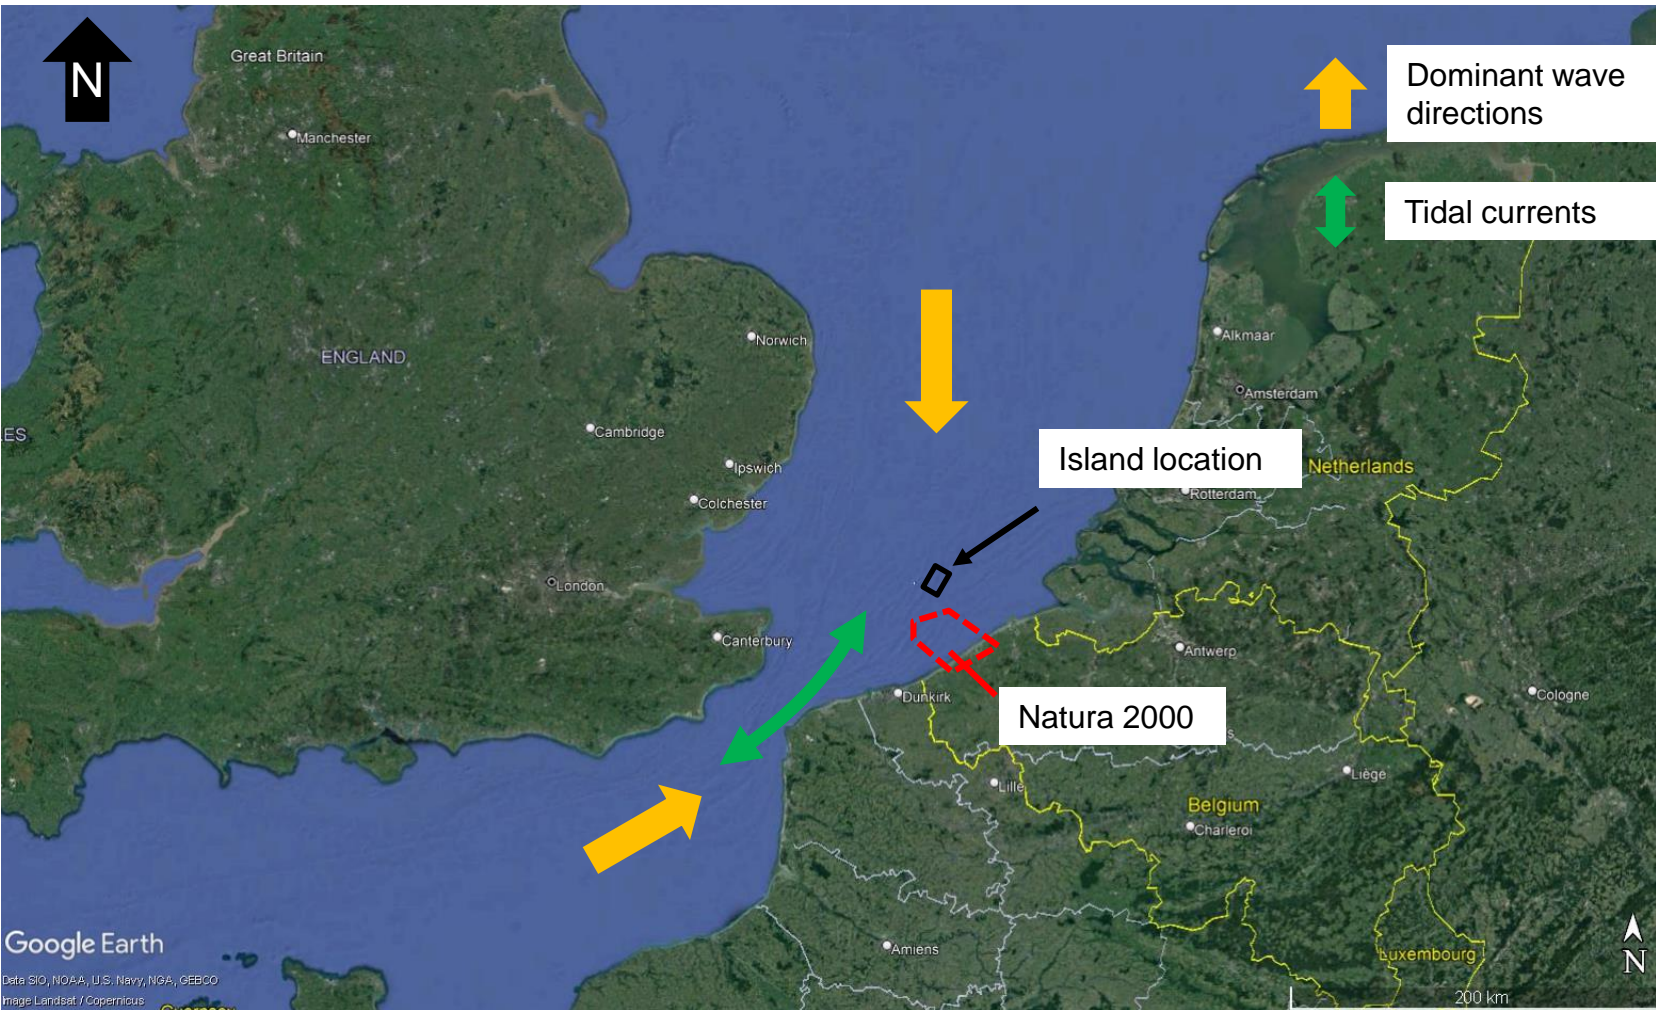 N
Great Britain
Manchester
ENGLAND
Norwich
Cambridge
Ipswich
Colchester
London
Canterbury
Dominant wave
directions
Tidal currents
Alkmaar
Amsterdam
Island location
Netherlands
Rotterdam
Antwerp
Dunkirk
Cologne
Natura 2000
Lille
Liège
Belgium
Charleroi
Amiens
Luxembourg
N
200 km
Google Earth
Data SIO, NOAA, U.S. Navy, NGA, GEBCO
Image Landsat / Copernicus